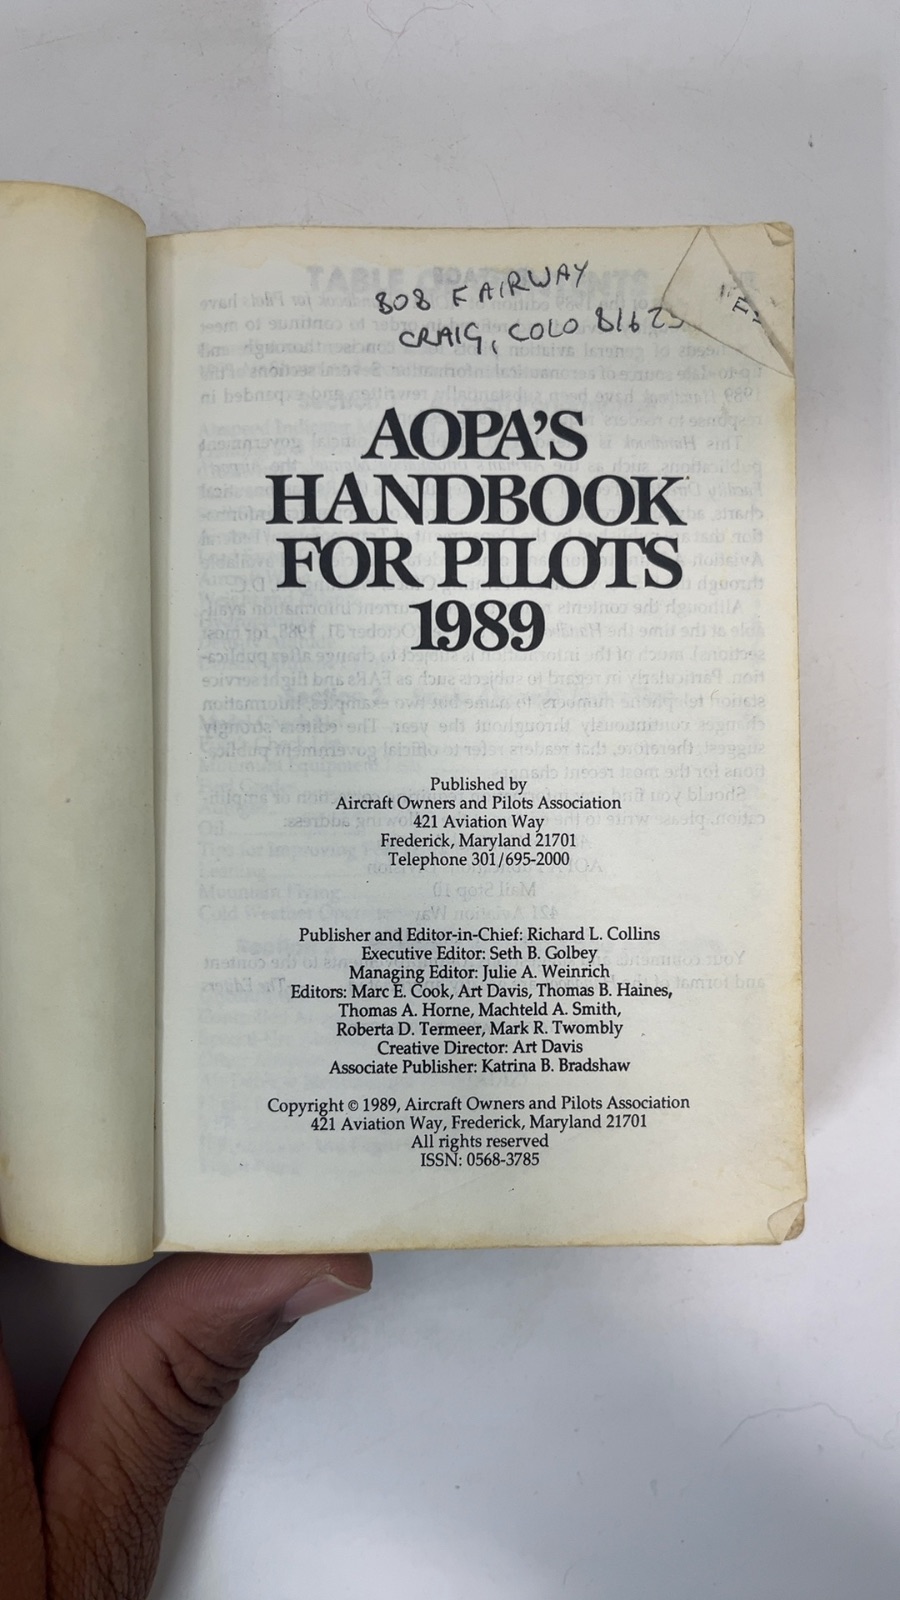 BOB FAIRWAY
CRAIG, COLO 81625
AOPA'S
HANDBOOK
FOR PILOTS
1989
Published by
Aircraft Owners and Pilots Association
421 Aviation Way
Frederick, Maryland 21701
Telephone 301/695-2000
Publisher and Editor-in-Chief: Richard L. Collins
Executive Editor: Seth B. Golbey
Managing Editor: Julie A. Weinrich
Editors: Marc E. Cook, Art Davis, Thomas B. Haines,
Thomas A. Horne, Machteld A. Smith,
Roberta D. Termeer, Mark R. Twombly
Creative Director: Art Davis
Associate Publisher: Katrina B. Bradshaw
Copyright © 1989, Aircraft Owners and Pilots Association
421 Aviation Way, Frederick, Maryland 21701
All rights reserved
ISSN: 0568-3785